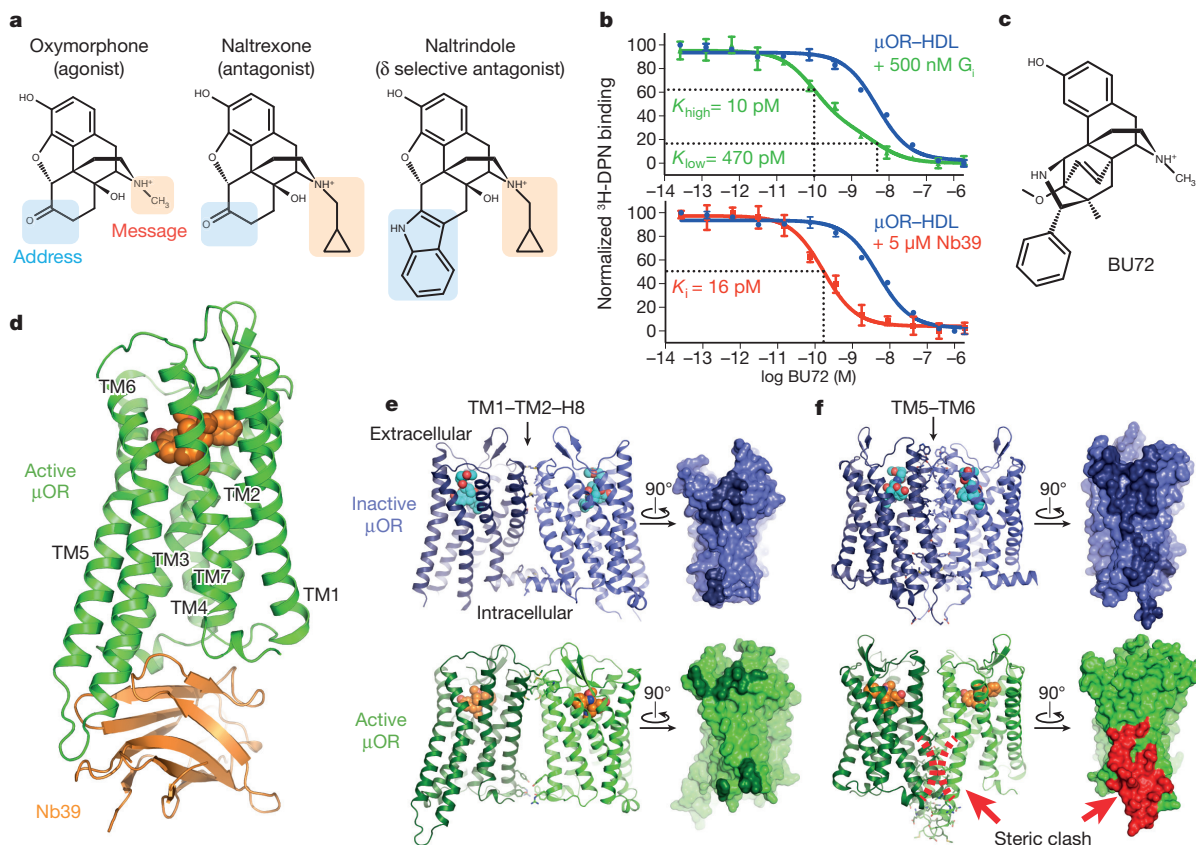 a
Oxymorphone
(agonist)
Naltrexone
(antagonist)
Naltrindole
(δ selective antagonist)
HO
O
OH
NH⁺
CH₃
O
Message
Address
HO
O
OH
NH⁺
O
HO
O
OH
NH⁺
HN
b
Normalized ³H-DPN binding
100
80
60
40
20
0
μOR–HDL
+ 500 nM Gᵢ
K_high = 10 pM
K_low = 470 pM
−14 −13 −12 −11 −10 −9 −8 −7 −6
100
80
60
40
20
0
μOR–HDL
+ 5 μM Nb39
Kᵢ = 16 pM
−14 −13 −12 −11 −10 −9 −8 −7 −6
log BU72 (M)
c
HO
NH⁺
CH₃
HN
O
BU72
d
TM6
Active
μOR
TM2
TM5
TM3
TM7
TM4
TM1
Nb39
e
TM1–TM2–H8
Extracellular
Inactive
μOR
90°
Intracellular
Active
μOR
90°
f
TM5–TM6
90°
90°
Steric clash